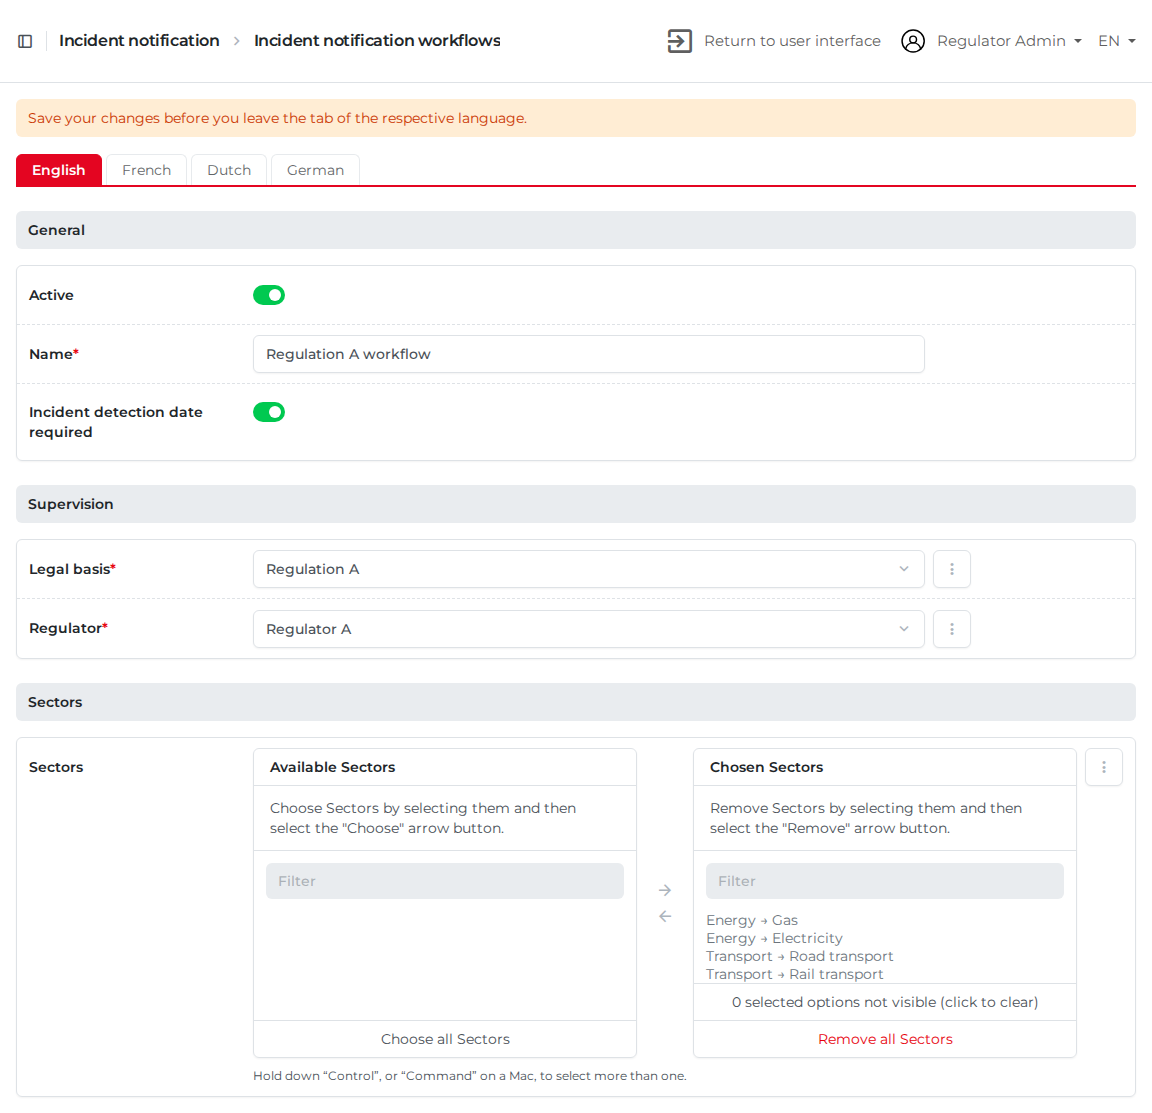 Incident notification > Incident notification workflows
Return to user interface
Regulator Admin
EN
Save your changes before you leave the tab of the respective language.
English French Dutch German
General
Active
Name* Regulation A workflow
Incident detection date
required
Supervision
Legal basis* Regulation A
Regulator* Regulator A
Sectors
Sectors
Available Sectors
Choose Sectors by selecting them and then
select the "Choose" arrow button.
Filter
Choose all Sectors
Chosen Sectors
Remove Sectors by selecting them and then
select the "Remove" arrow button.
Filter
Energy → Gas
Energy → Electricity
Transport → Road transport
Transport → Rail transport
0 selected options not visible (click to clear)
Remove all Sectors
Hold down “Control”, or “Command” on a Mac, to select more than one.